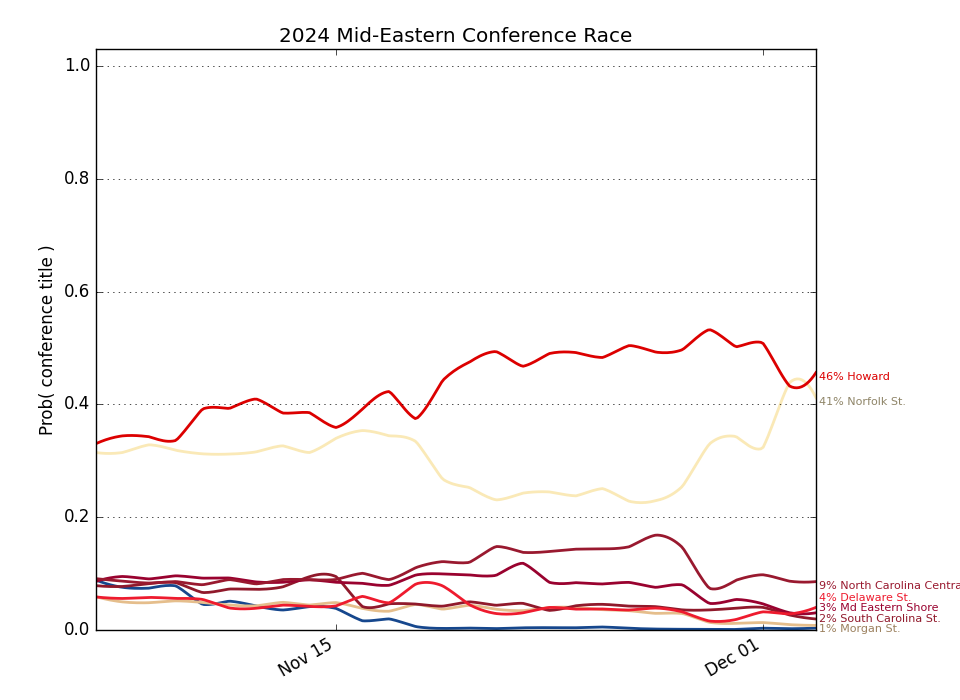 2024 Mid-Eastern Conference Race
Prob( conference title )
1.0
0.8
0.6
0.4
0.2
0.0
Nov 15
Dec 01
46% Howard
41% Norfolk St.
9% North Carolina Centra
4% Delaware St.
3% Md Eastern Shore
2% South Carolina St.
1% Morgan St.